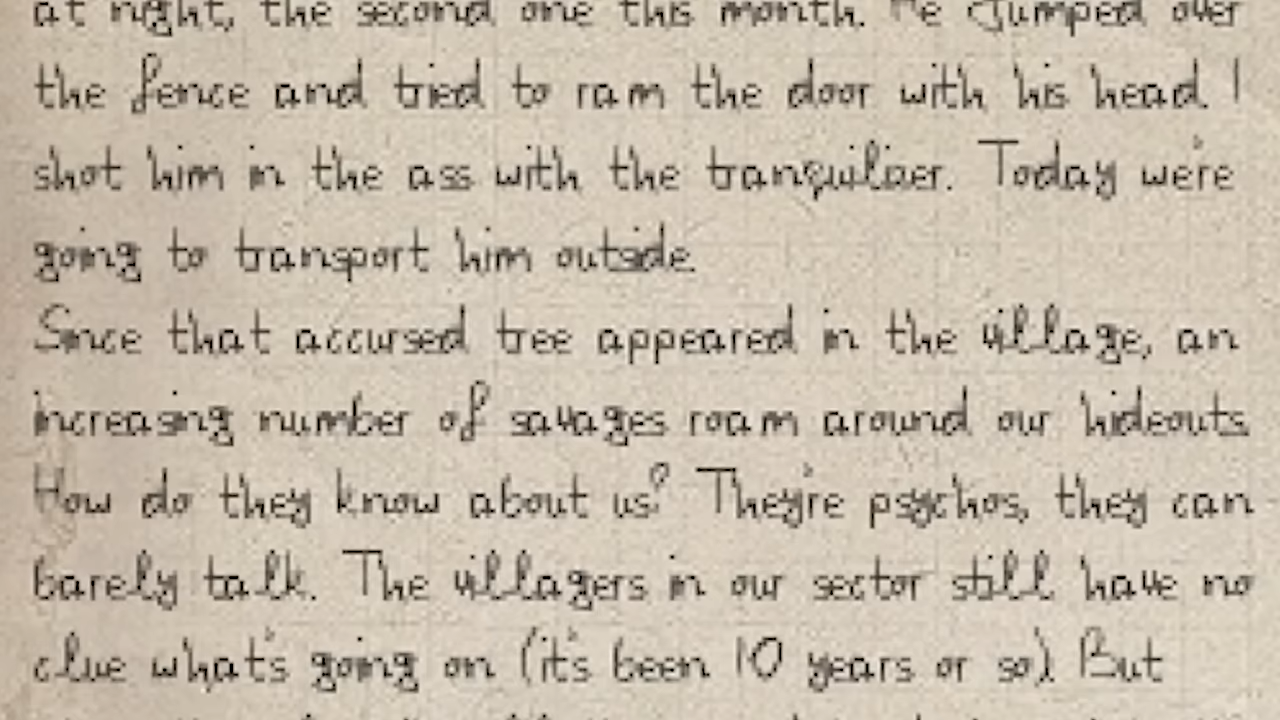 at night, the second one this month. He jumped over
the fence and tried to ram the door with his head. I
shot him in the ass with the tranquilizer. Today we're
going to transport him outside.
Since that accursed tree appeared in the village, an
increasing number of savages roam around our hideouts.
How do they know about us? They're psychos, they can
barely talk. The villagers in our sector still have no
clue what's going on (it's been 10 years or so). But